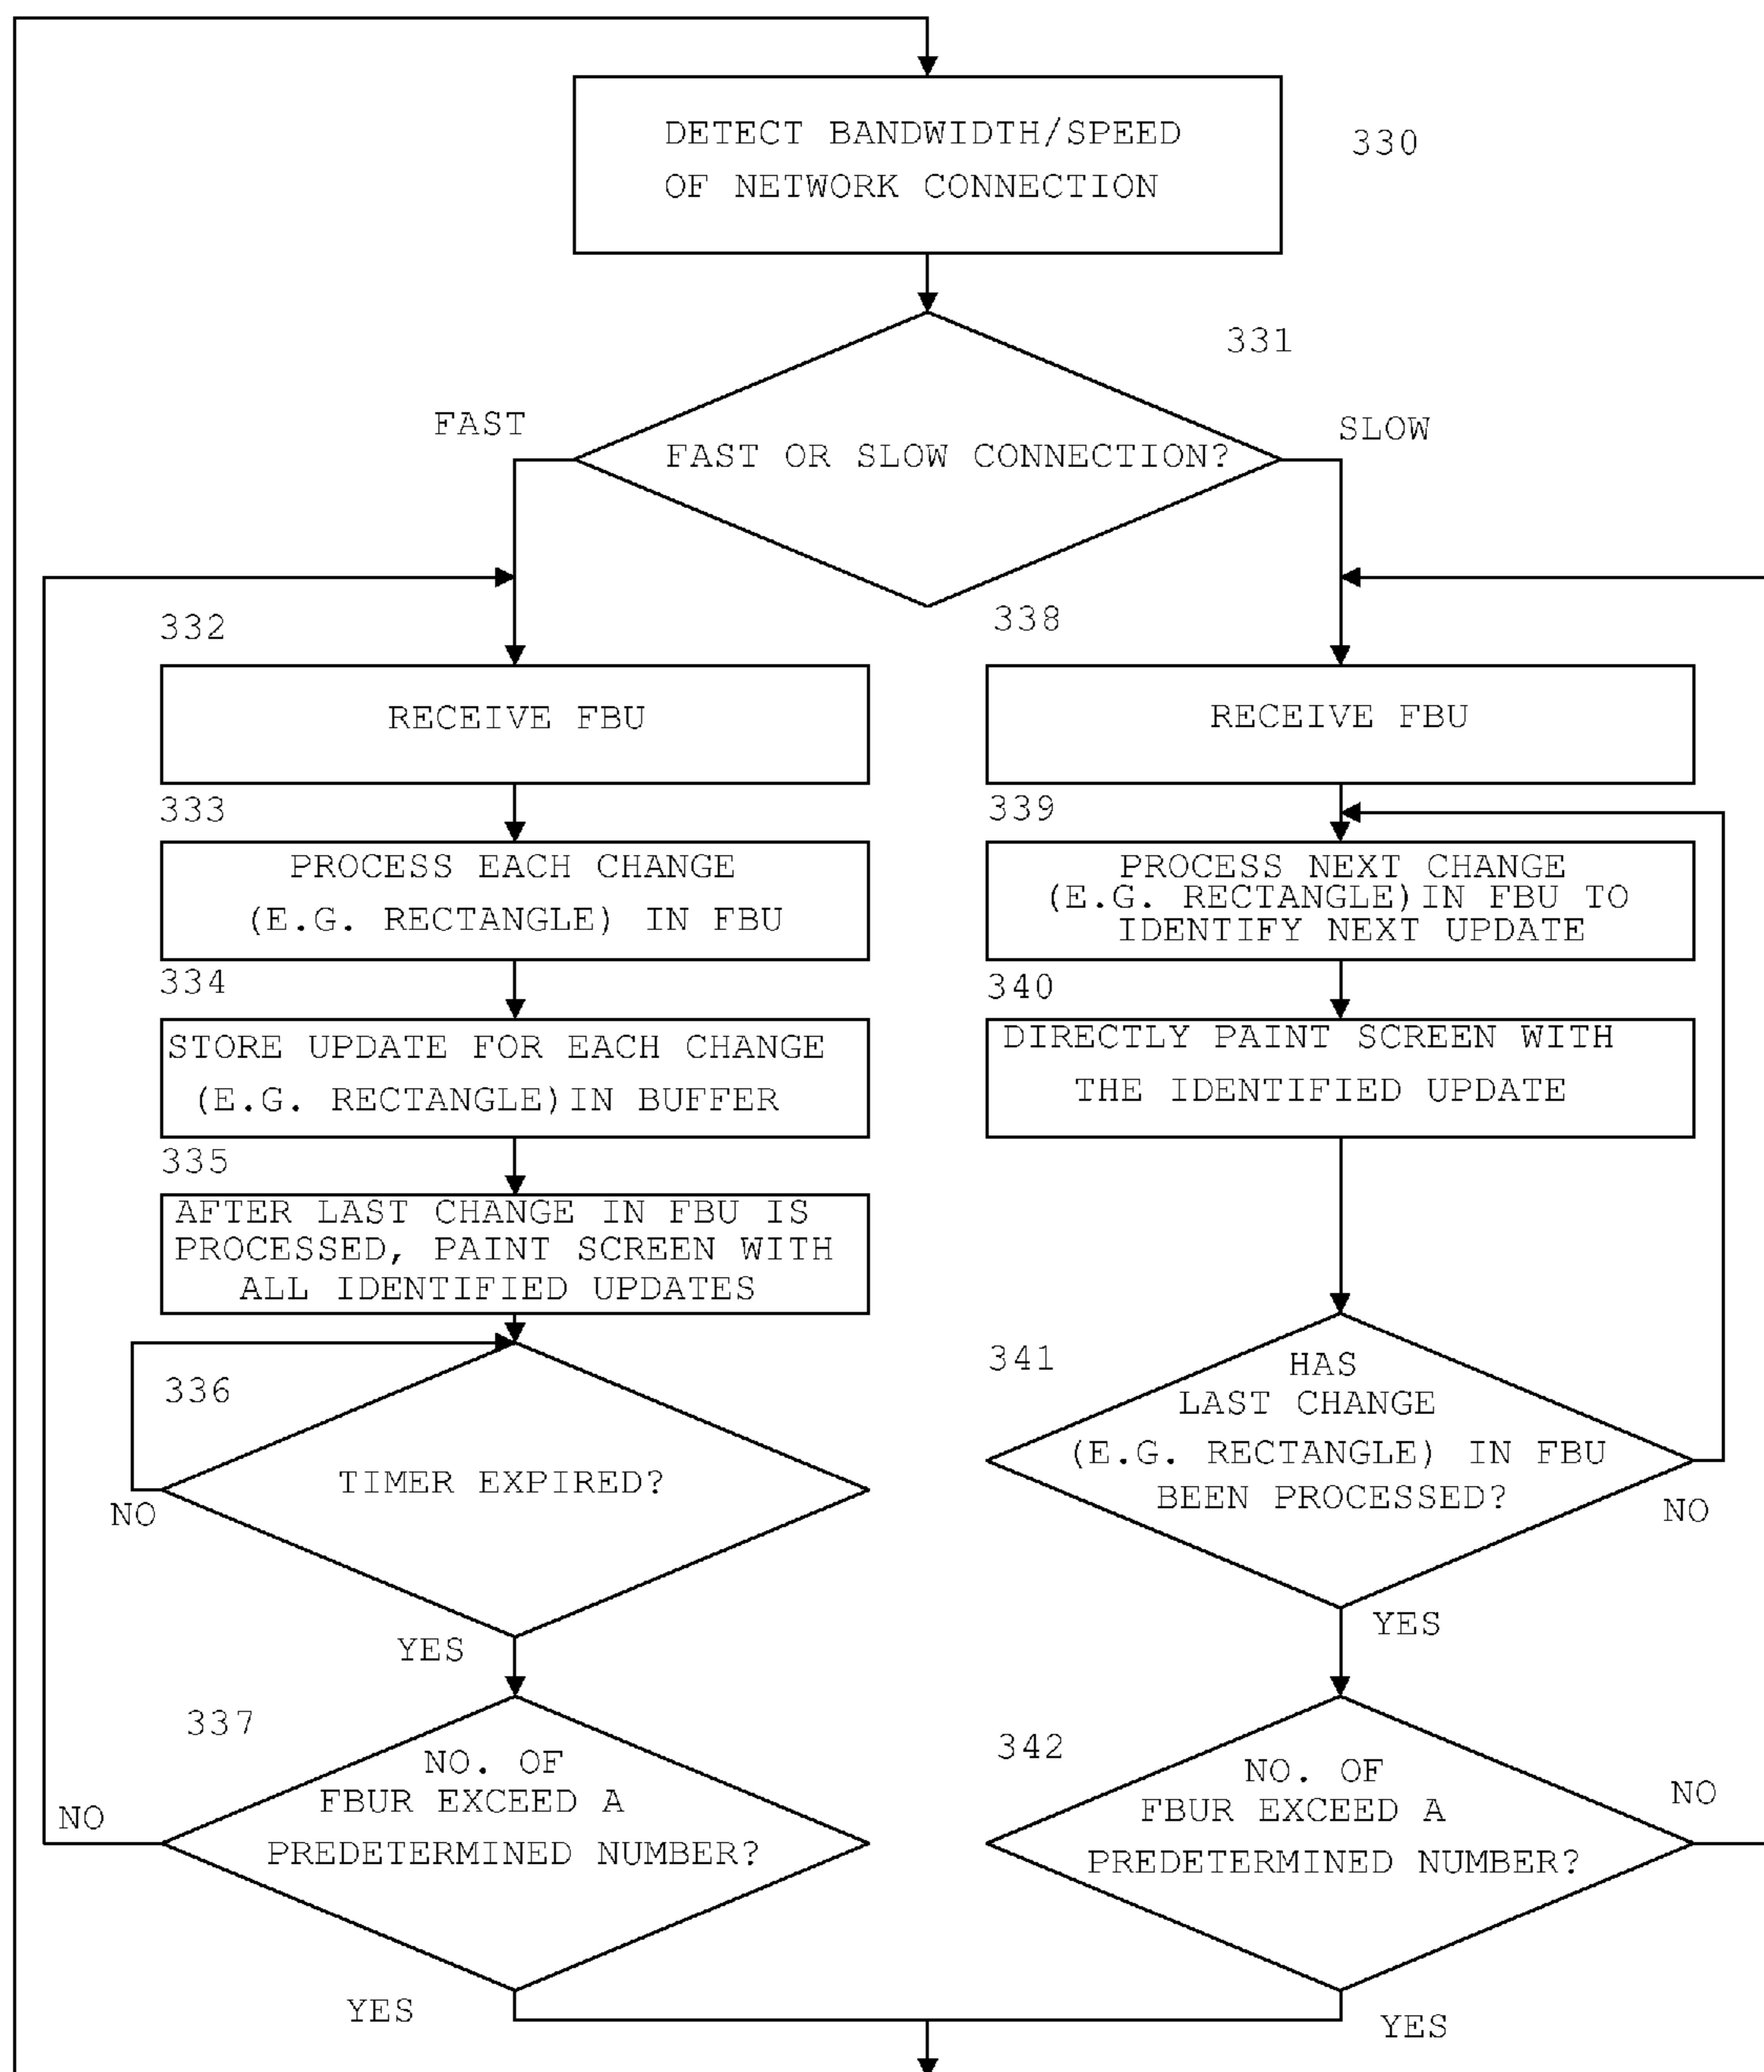 DETECT BANDWIDTH/SPEED
OF NETWORK CONNECTION
330
331
FAST
SLOW
FAST OR SLOW CONNECTION?
332
RECEIVE FBU
333
PROCESS EACH CHANGE
(E.G. RECTANGLE) IN FBU
334
STORE UPDATE FOR EACH CHANGE
(E.G. RECTANGLE) IN BUFFER
335
AFTER LAST CHANGE IN FBU IS
PROCESSED, PAINT SCREEN WITH
ALL IDENTIFIED UPDATES
336
TIMER EXPIRED?
NO
YES
337
NO. OF
FBUR EXCEED A
PREDETERMINED NUMBER?
NO
YES
338
RECEIVE FBU
339
PROCESS NEXT CHANGE
(E.G. RECTANGLE) IN FBU TO
IDENTIFY NEXT UPDATE
340
DIRECTLY PAINT SCREEN WITH
THE IDENTIFIED UPDATE
341
HAS
LAST CHANGE
(E.G. RECTANGLE) IN FBU
BEEN PROCESSED?
NO
YES
342
NO. OF
FBUR EXCEED A
PREDETERMINED NUMBER?
NO
YES